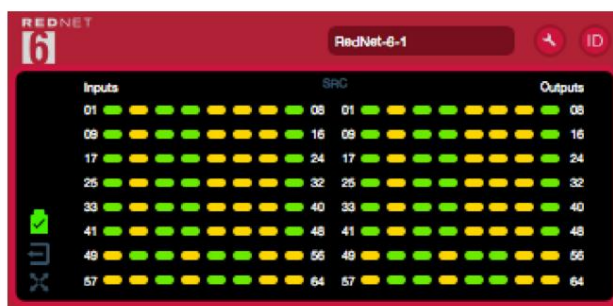 REDNET
6
RedNet-6-1
ID
Inputs SRC Outputs
01 08 01 08
09 16 09 16
17 24 17 24
25 32 25 32
33 40 33 40
41 48 41 48
49 56 49 56
57 64 57 64